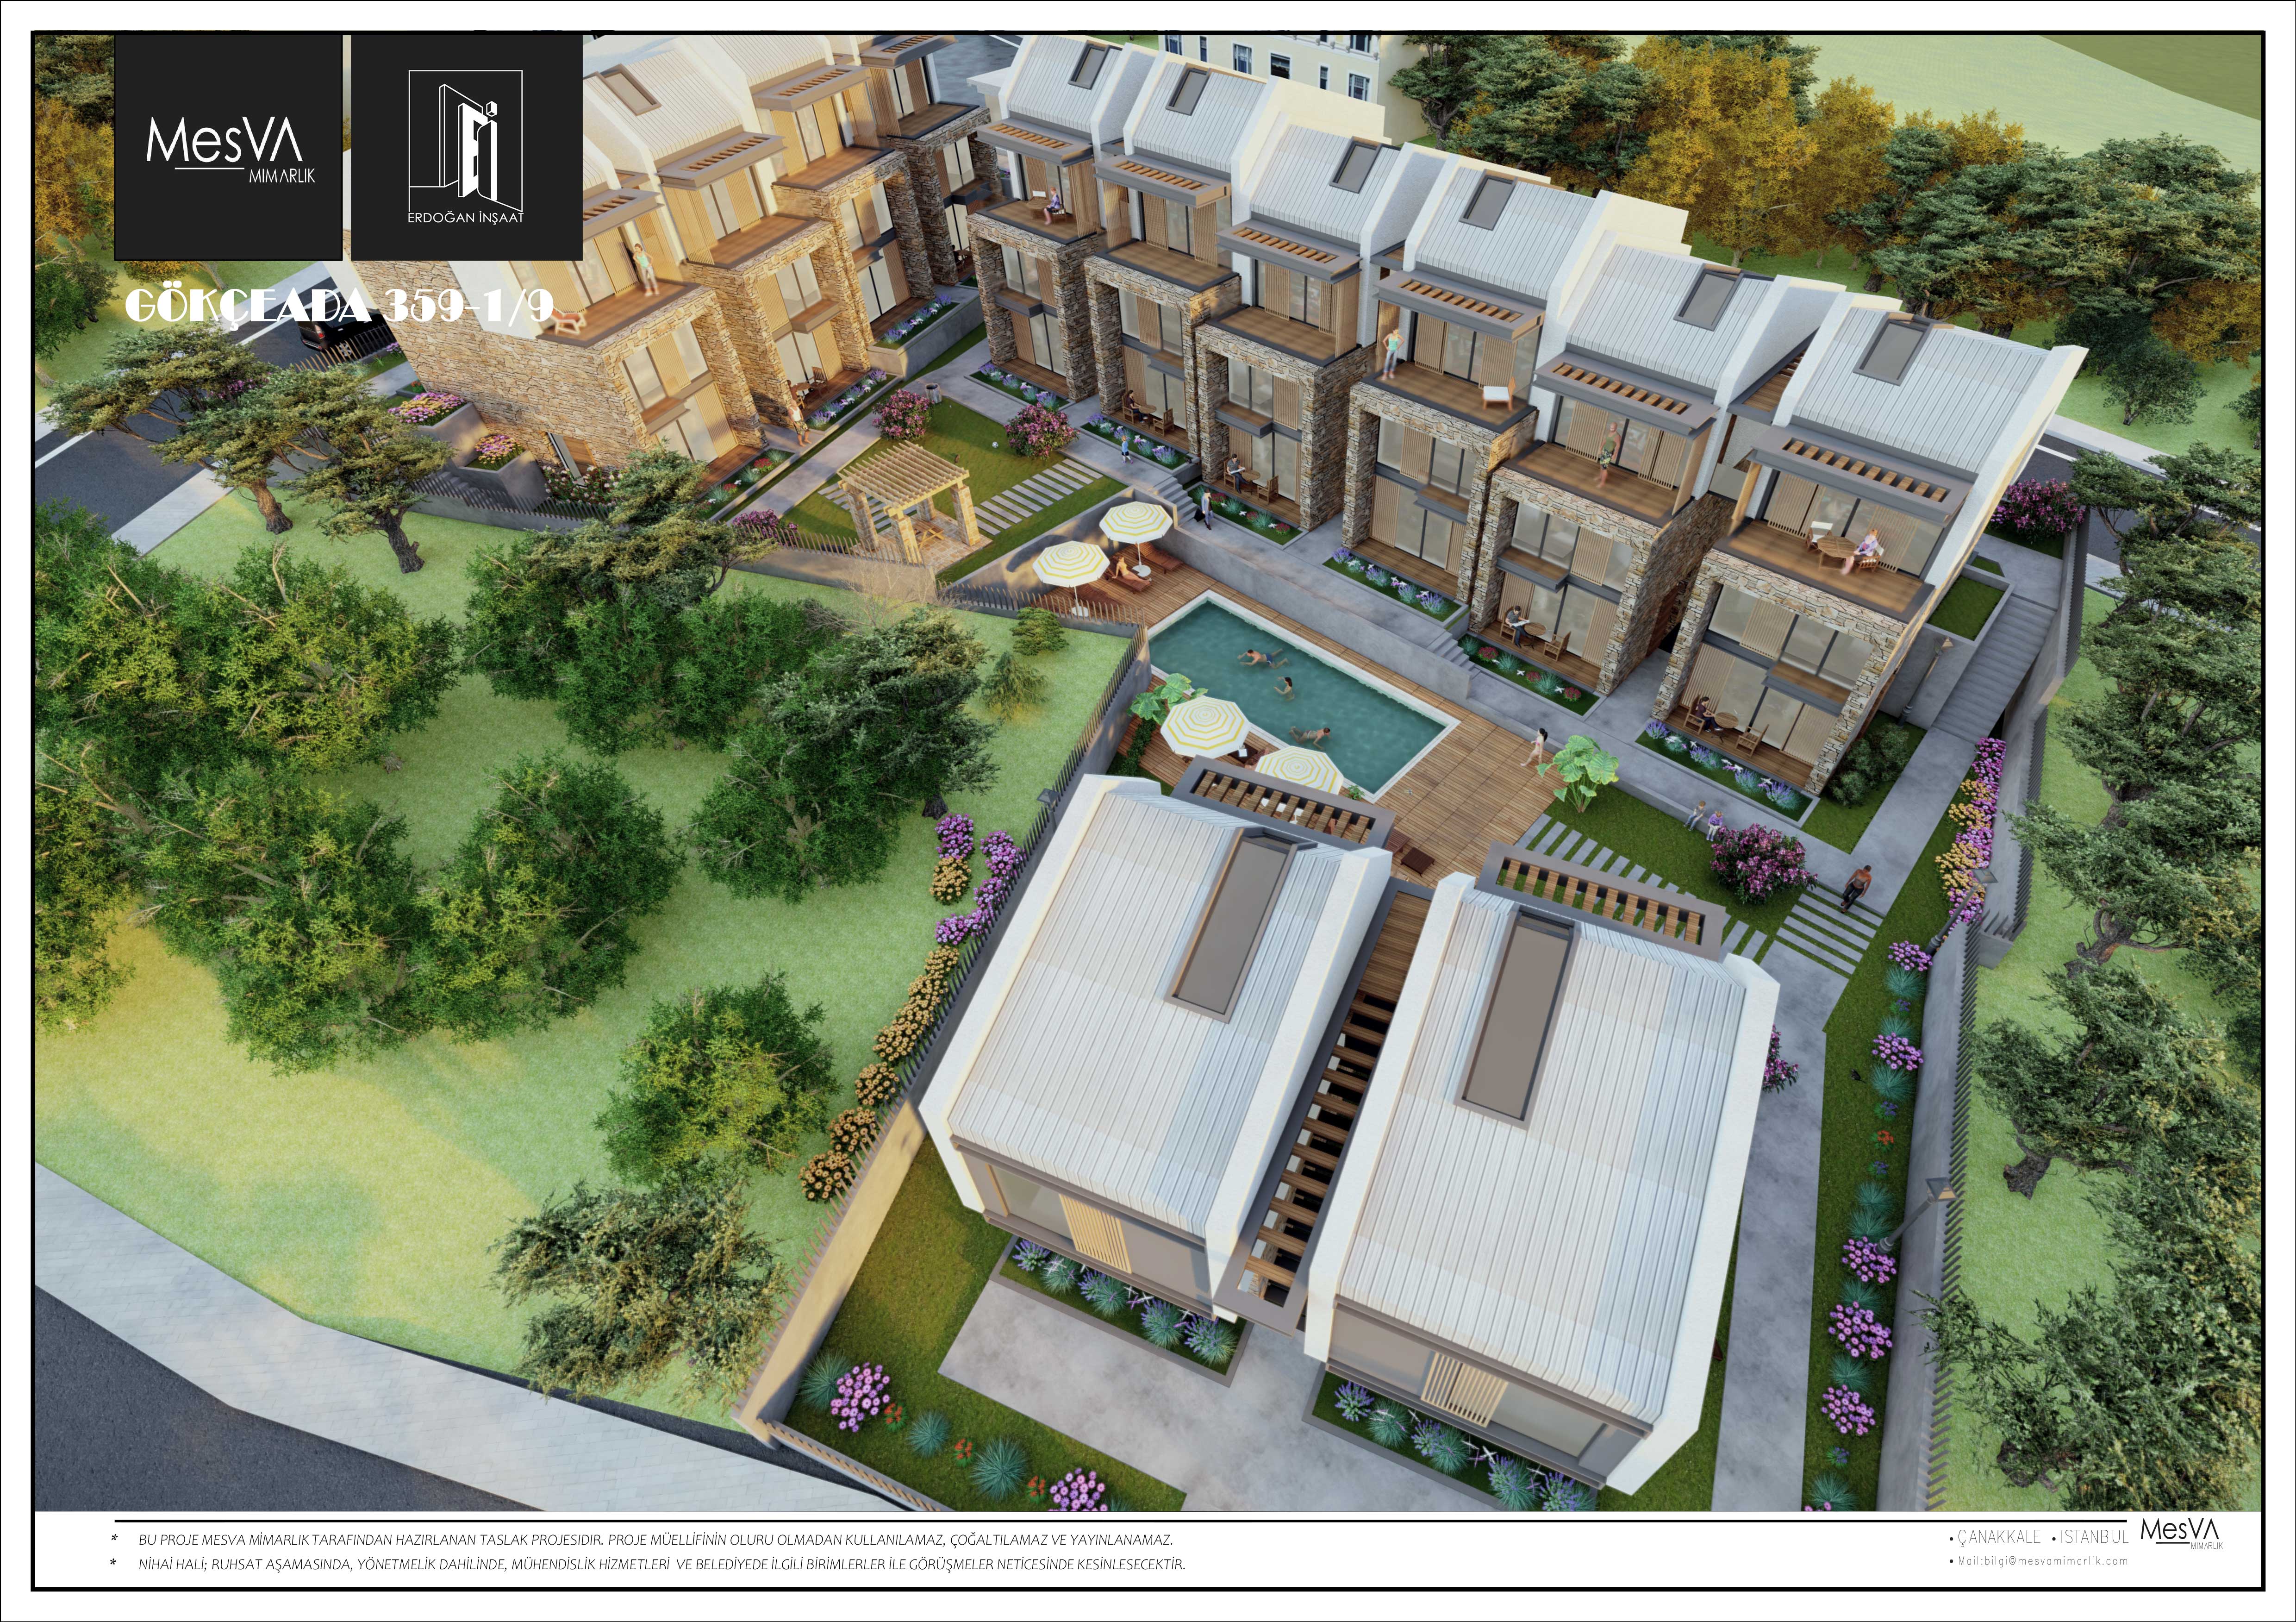 MesVA
MIMARLIK
Ei
ERDOĞAN İNŞAAT
GÖKÇEADA 359-1/9
* BU PROJE MESVA MİMARLIK TARAFINDAN HAZIRLANAN TASLAK PROJESIDIR. PROJE MÜELLİFİNİN OLURU OLMADAN KULLANILAMAZ, ÇOĞALTILAMAZ VE YAYINLANAMAZ.
* NİHAİ HALİ; RUHSAT AŞAMASINDA, YÖNETMELİK DAHİLİNDE, MÜHENDİSLİK HİZMETLERİ VE BELEDİYEDE İLGİLİ BİRİMLERLER İLE GÖRÜŞMELER NETİCESİNDE KESİNLESECEKTİR.
• ÇANAKKALE • ISTANBUL
• Mail:bilgi@mesvamimarlik.com
MesVA
MIMARLIK